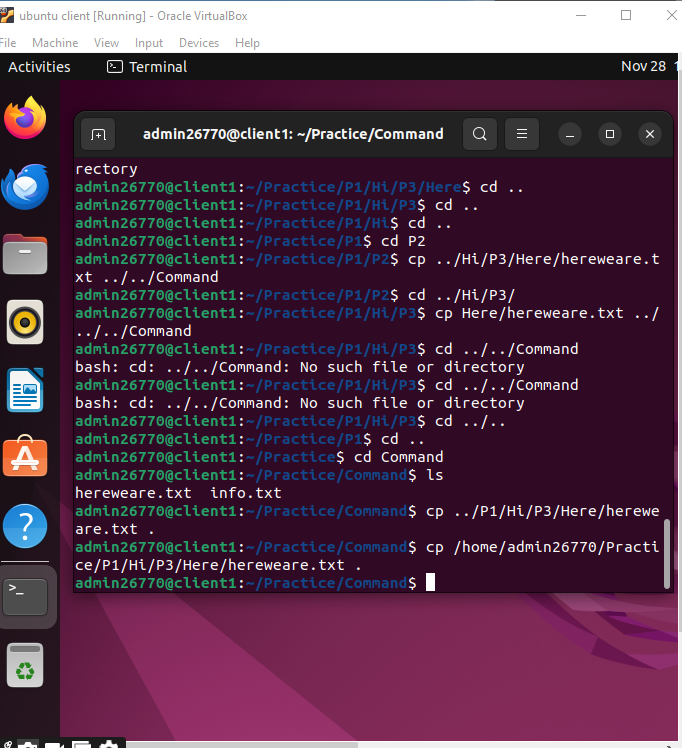 ubuntu client [Running] - Oracle VirtualBox
File Machine View Input Devices Help
Activities Terminal Nov 28 1
admin26770@client1: ~/Practice/Command
rectory
admin26770@client1:~/Practice/P1/Hi/P3/Here$ cd ..
admin26770@client1:~/Practice/P1/Hi/P3$ cd ..
admin26770@client1:~/Practice/P1/Hi$ cd ..
admin26770@client1:~/Practice/P1$ cd P2
admin26770@client1:~/Practice/P1/P2$ cp ../Hi/P3/Here/hereweare.t
xt ../../Command
admin26770@client1:~/Practice/P1/P2$ cd ../Hi/P3/
admin26770@client1:~/Practice/P1/Hi/P3$ cp Here/hereweare.txt ../
../../Command
admin26770@client1:~/Practice/P1/Hi/P3$ cd ../../Command
bash: cd: ../../Command: No such file or directory
admin26770@client1:~/Practice/P1/Hi/P3$ cd ../../Command
bash: cd: ../../Command: No such file or directory
admin26770@client1:~/Practice/P1/Hi/P3$ cd ../..
admin26770@client1:~/Practice/P1$ cd ..
admin26770@client1:~/Practice$ cd Command
admin26770@client1:~/Practice/Command$ ls
hereweare.txt  info.txt
admin26770@client1:~/Practice/Command$ cp ../P1/Hi/P3/Here/herewe
are.txt .
admin26770@client1:~/Practice/Command$ cp /home/admin26770/Practi
ce/P1/Hi/P3/Here/hereweare.txt .
admin26770@client1:~/Practice/Command$